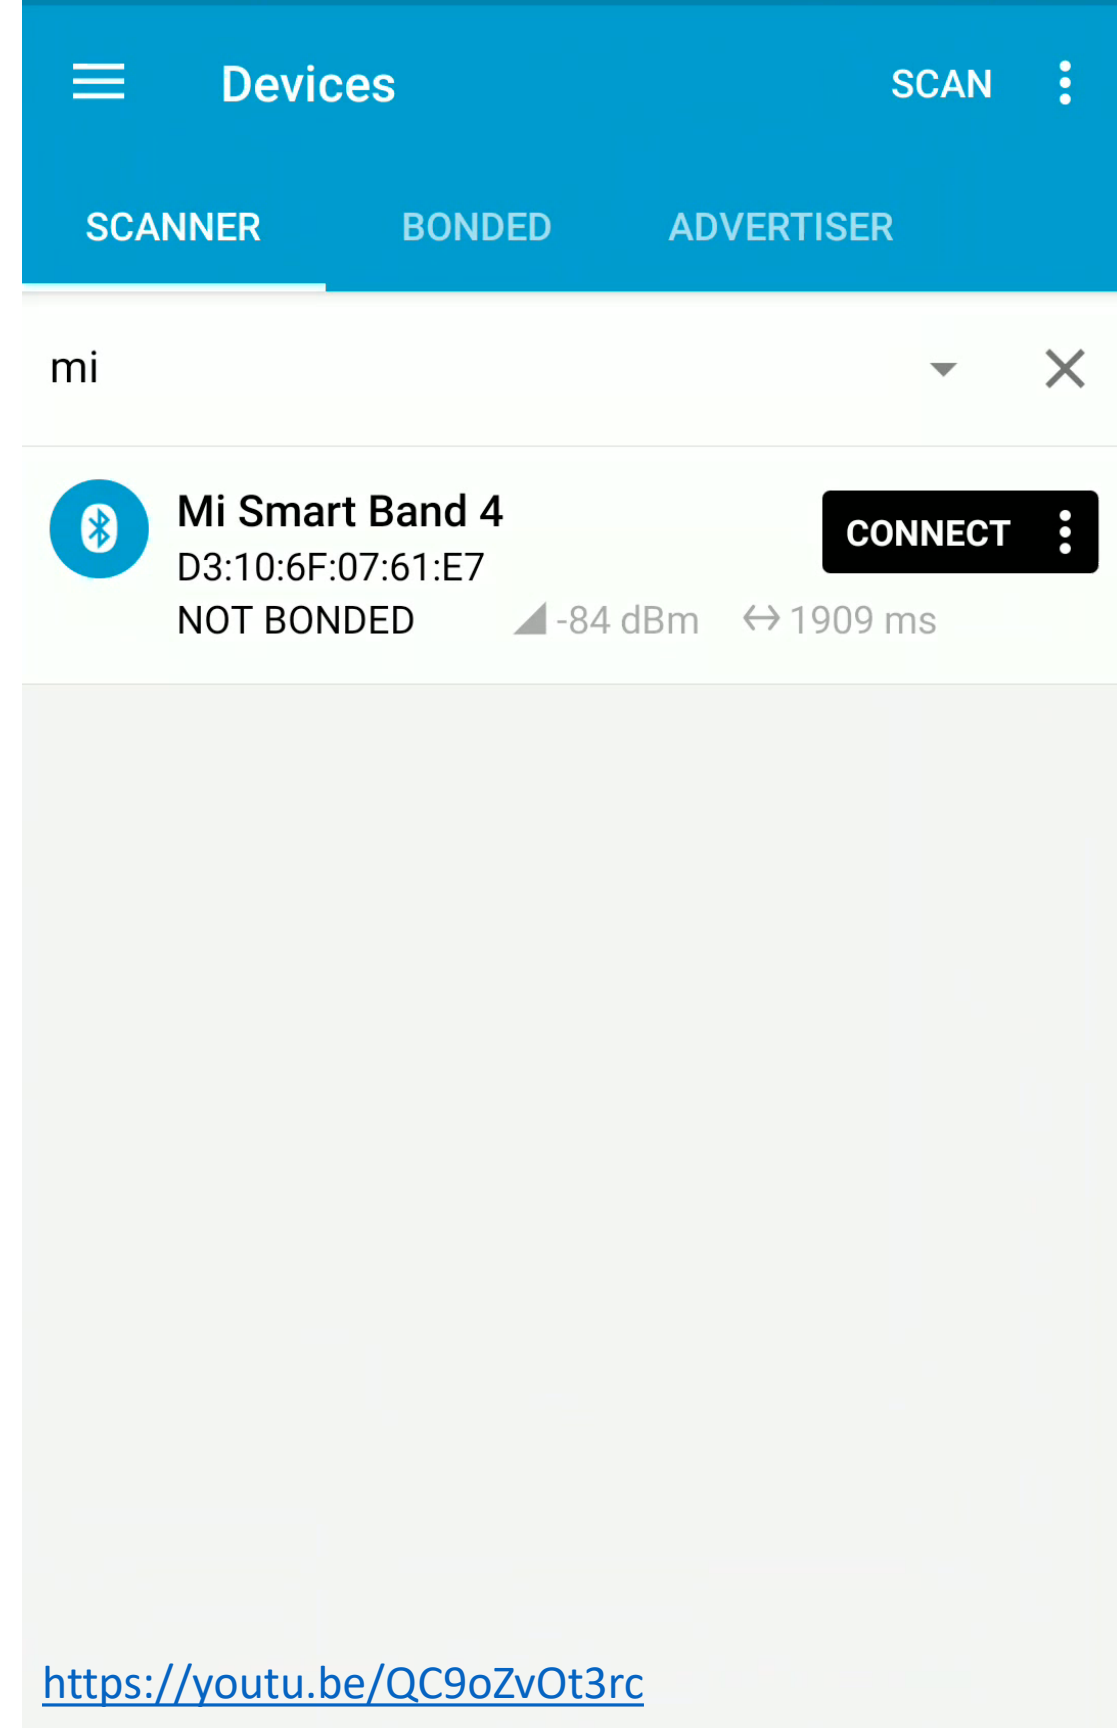 Devices SCAN
SCANNER BONDED ADVERTISER
mi
Mi Smart Band 4
CONNECT
D3:10:6F:07:61:E7
NOT BONDED -84 dBm 1909 ms
https://youtu.be/QC9oZvOt3rc